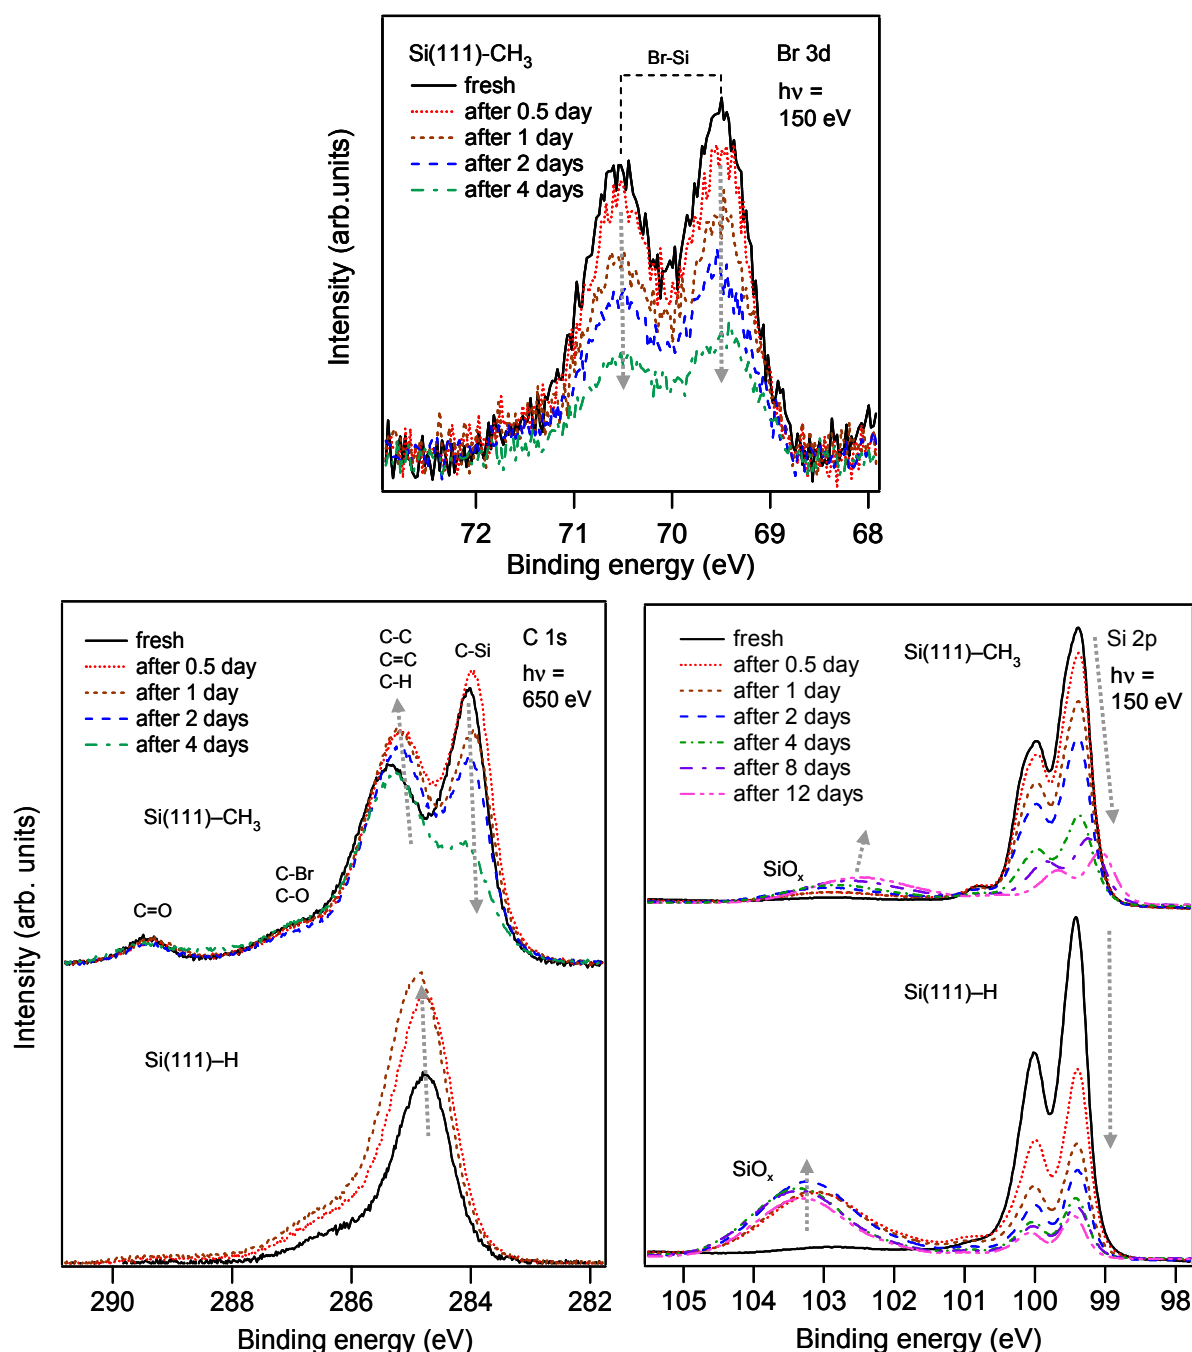 Si(111)-CH3
fresh
after 0.5 day
after 1 day
after 2 days
after 4 days
Br-Si
Br 3d
hν =
150 eV
Intensity (arb.units)
72 71 70 69 68
Binding energy (eV)
fresh
after 0.5 day
after 1 day
after 2 days
after 4 days
C-C
C=C
C-H
C-Si
C 1s
hν =
650 eV
Si(111)–CH3
C-Br
C-O
C=O
Si(111)–H
Intensity (arb. units)
290 288 286 284 282
Binding energy (eV)
fresh
after 0.5 day
after 1 day
after 2 days
after 4 days
after 8 days
after 12 days
Si(111)–CH3
Si 2p
hν =
150 eV
SiOx
Si(111)–H
SiOx
105 104 103 102 101 100 99 98
Binding energy (eV)